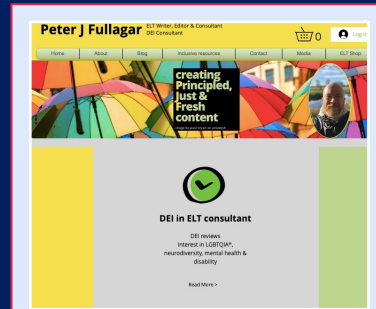 Peter J Fullagar
ELT Writer, Editor & Consultant
DEI Consultant
0
Log In
Home
About
Blog
Inclusive resources
Contact
Media
ELT Shop
creating
Principled,
Just &
Fresh
content
DEI in ELT consultant
DEI reviews
Interest in LGBTQIA*,
neurodiversity, mental health &
disability
Read More >